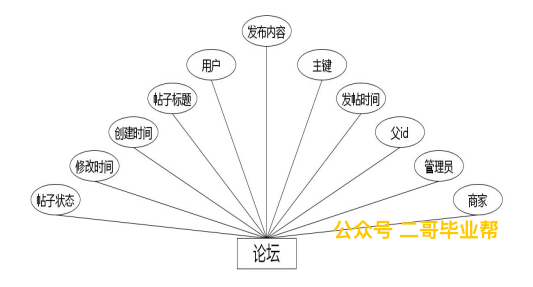 发布内容
用户
主键
帖子标题
发帖时间
创建时间
父id
修改时间
管理员
帖子状态
商家
公众号 二哥毕业帮
论坛